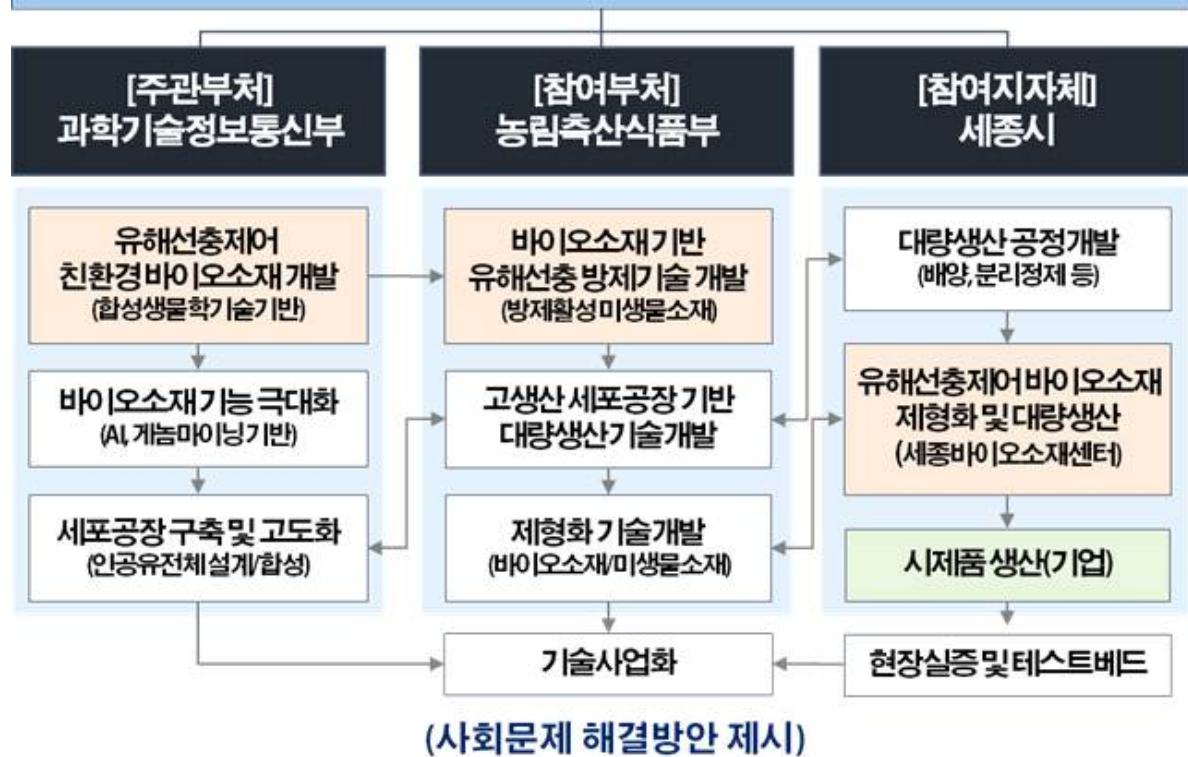 [주관부처]
과학기술정보통신부
[참여부처]
농림축산식품부
[참여지자체]
세종시
유해선충제어
친환경 바이오소재 개발
(합성생물학기술기반)
바이오소재 기능 극대화
(AI, 게놈마이닝 기반)
세포공장 구축 및 고도화
(인공유전체 설계/합성)
바이오소재 기반
유해선충 방제기술 개발
(방제활성 미생물소재)
고생산 세포공장 기반
대량생산 기술개발
제형화 기술개발
(바이오소재/미생물소재)
대량생산 공정개발
(배양, 분리정제 등)
유해선충제어 바이오소재
제형화 및 대량생산
(세종바이오소재센터)
시제품 생산(기업)
기술사업화
현장실증 및 테스트베드
(사회문제 해결방안 제시)